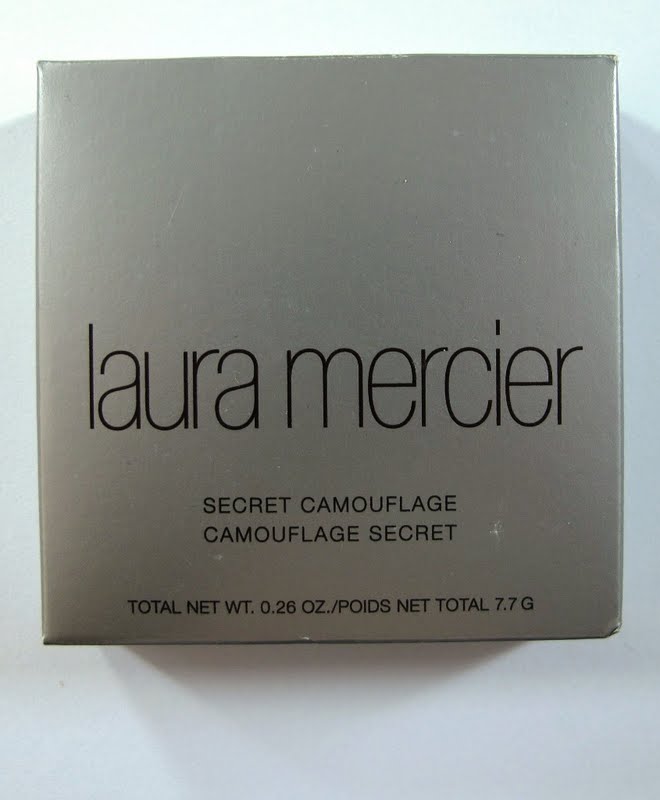 laura mercier
SECRET CAMOUFLAGE
CAMOUFLAGE SECRET
TOTAL NET WT. 0.26 OZ./POIDS NET TOTAL 7.7 G